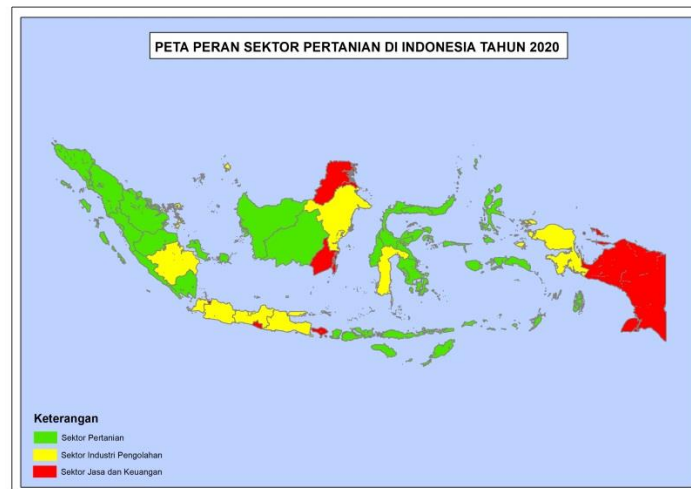 PETA PERAN SEKTOR PERTANIAN DI INDONESIA TAHUN 2020
Keterangan
Sektor Pertanian
Sektor Industri Pengolahan
Sektor Jasa dan Keuangan